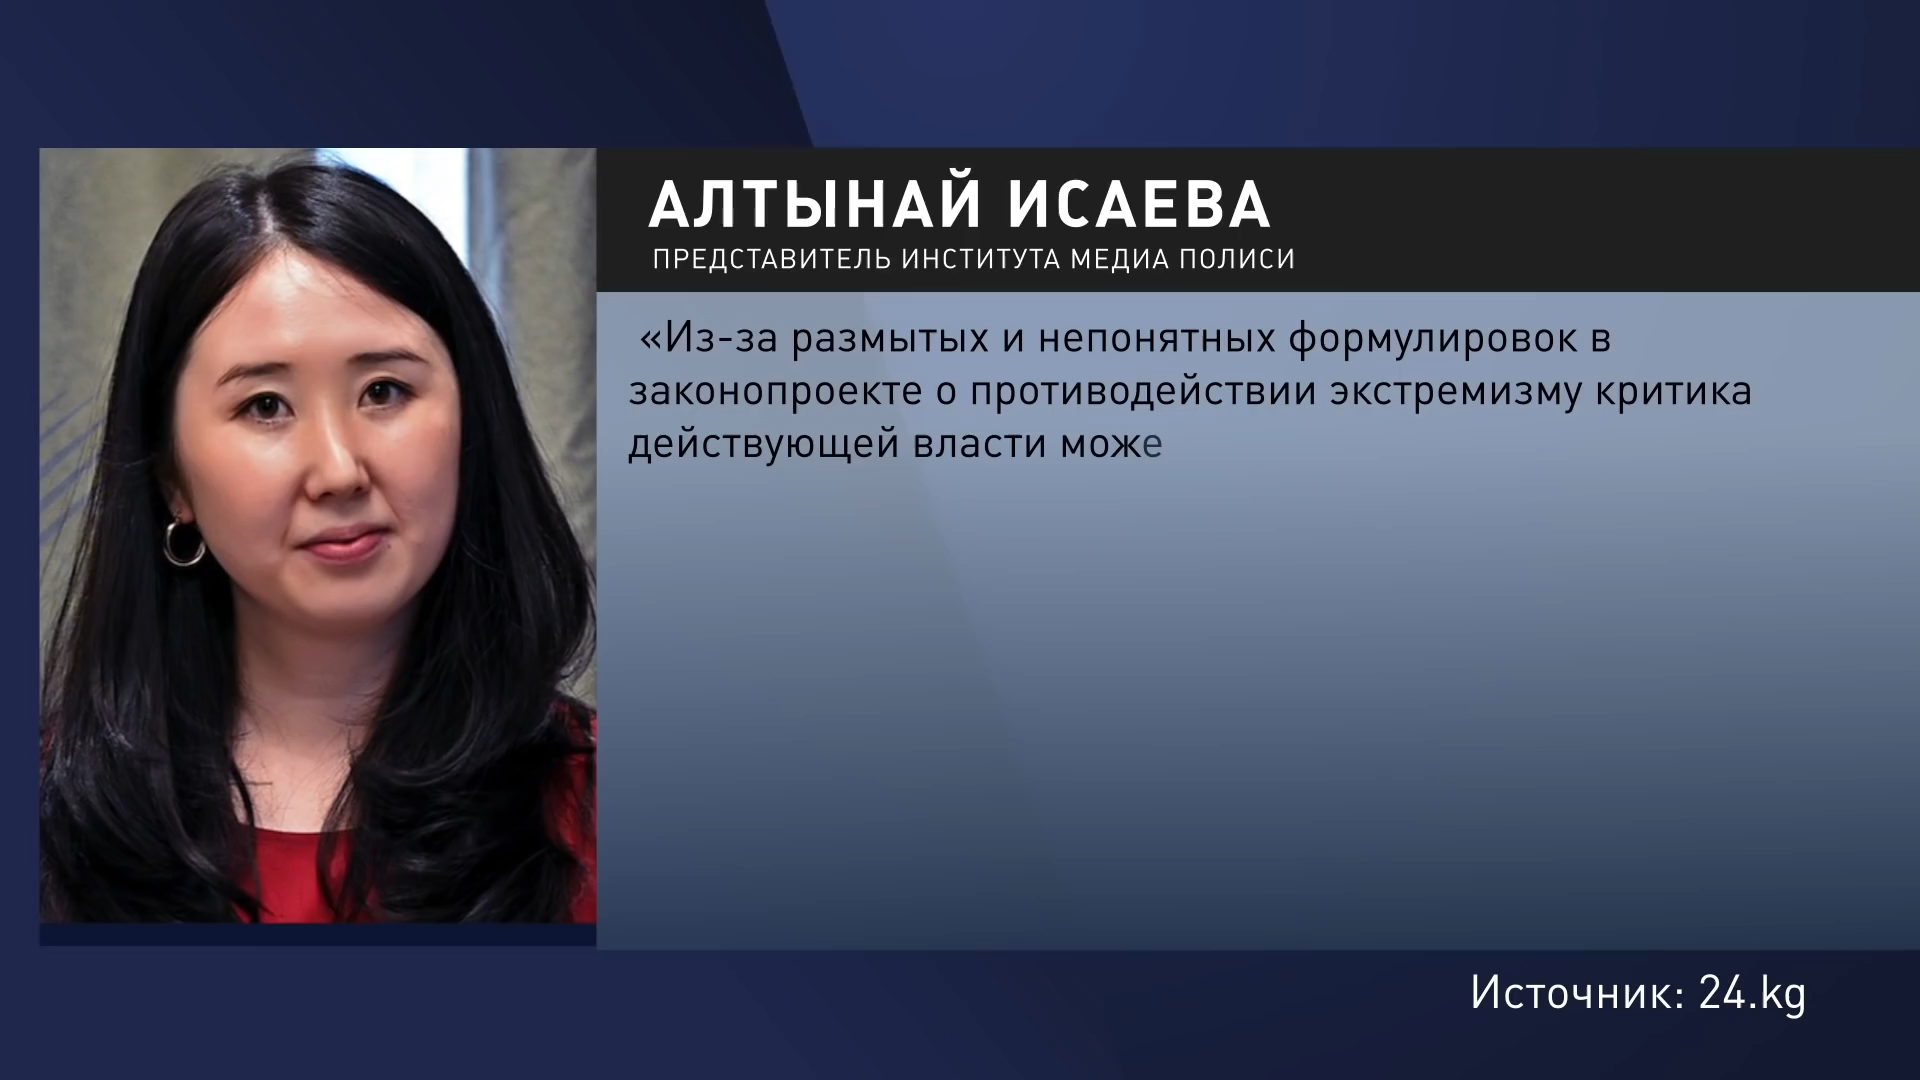 АЛТЫНАЙ ИСАЕВА
ПРЕДСТАВИТЕЛЬ ИНСТИТУТА МЕДИА ПОЛИСИ
«Из-за размытых и непонятных формулировок в
законопроекте о противодействии экстремизму критика
действующей власти може
Источник: 24.kg